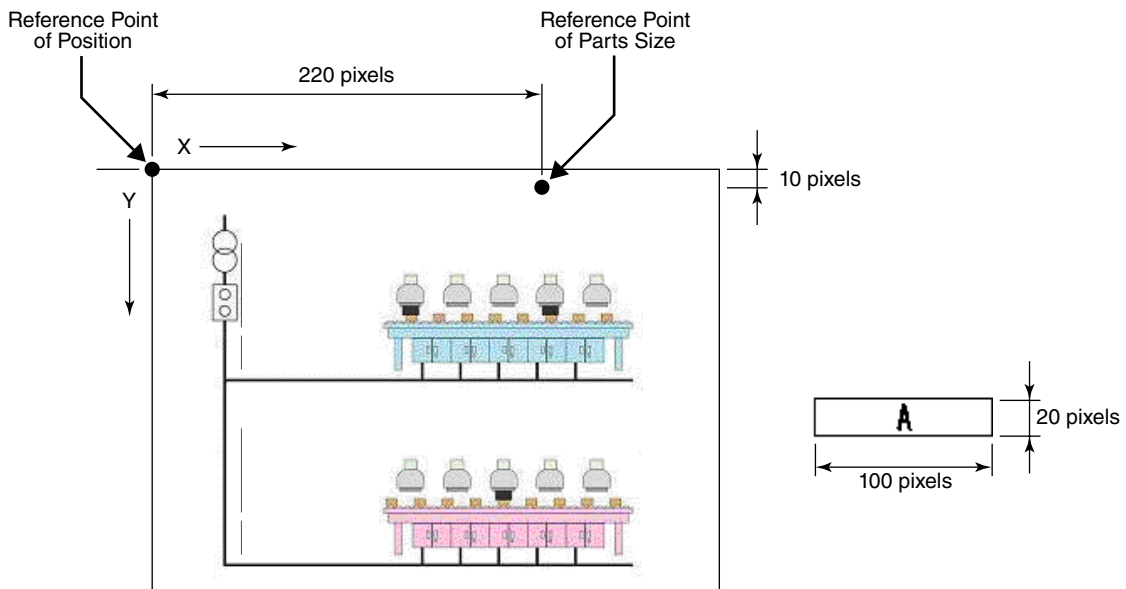 Reference Point
of Position
Reference Point
of Parts Size
220 pixels
X
10 pixels
Y
A
20 pixels
100 pixels